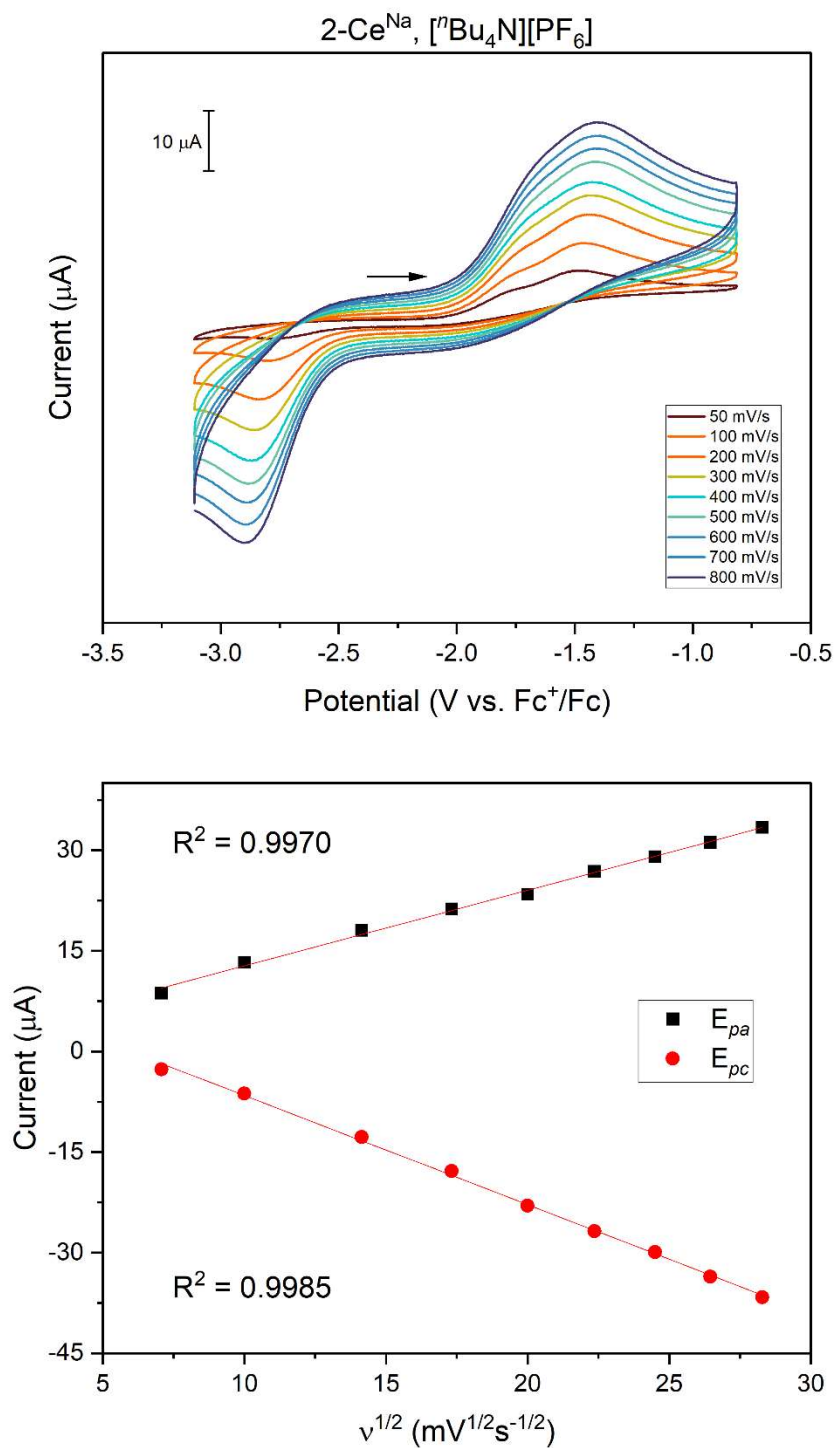 2-Ce^Na, [^nBu₄N][PF₆]
10 μA
Current (μA)
50 mV/s
100 mV/s
200 mV/s
300 mV/s
400 mV/s
500 mV/s
600 mV/s
700 mV/s
800 mV/s
-3.5 -3.0 -2.5 -2.0 -1.5 -1.0 -0.5
Potential (V vs. Fc⁺/Fc)
R² = 0.9970
30
15
0
-15
-30
-45
Current (μA)
E_pa
E_pc
R² = 0.9985
5 10 15 20 25 30
ν^1/2 (mV^1/2s^-1/2)